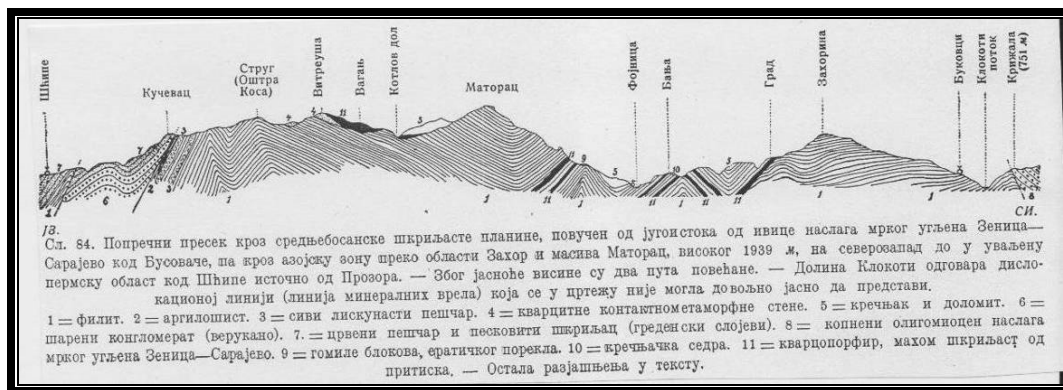 Шћипе
Кучевац
Струг
(Оштра
Коса)
Витреуша
Вагањ
Котлов дол
Маторац
Фојница
Бања
Град
Захорина
Буковци
Клокоти
поток
Крижала
(751 м)
ЈЗ.
СИ.
Сл. 84. Попречни пресек кроз средњебосанске шкриљасте планине, повучен од југоистока од ивице наслага мрког угљена Зеница—
Сарајево код Бусоваче, па кроз азојску зону преко области Захор и масива Маторац, високог 1939 м, на северозапад до у уваљену
пермску област код Шћипе источно од Прозора. — Због јасноће висине су два пута повећане. — Долина Клокоти одговара дисло-
кационој линији (линија минералних врела) која се у цртежу није могла довољно јасно да представи.
1 = филит. 2 = аргилошист. 3 = сиви лискунасти пешчар. 4 = кварцитне контактнометаморфне стене. 5 = кречњак и доломит. 6 =
шарени конгломерат (верукано). 7. = црвени пешчар и песковити шкриљац (греденски слојеви). 8 = копнени олигомиоцен наслага
мрког угљена Зеница—Сарајево. 9 = гомиле блокова, ератичког порекла. 10 = кречњачка седра. 11 = кварцпорфир, махом шкриљаст од
притиска. — Остала разјашњења у тексту.